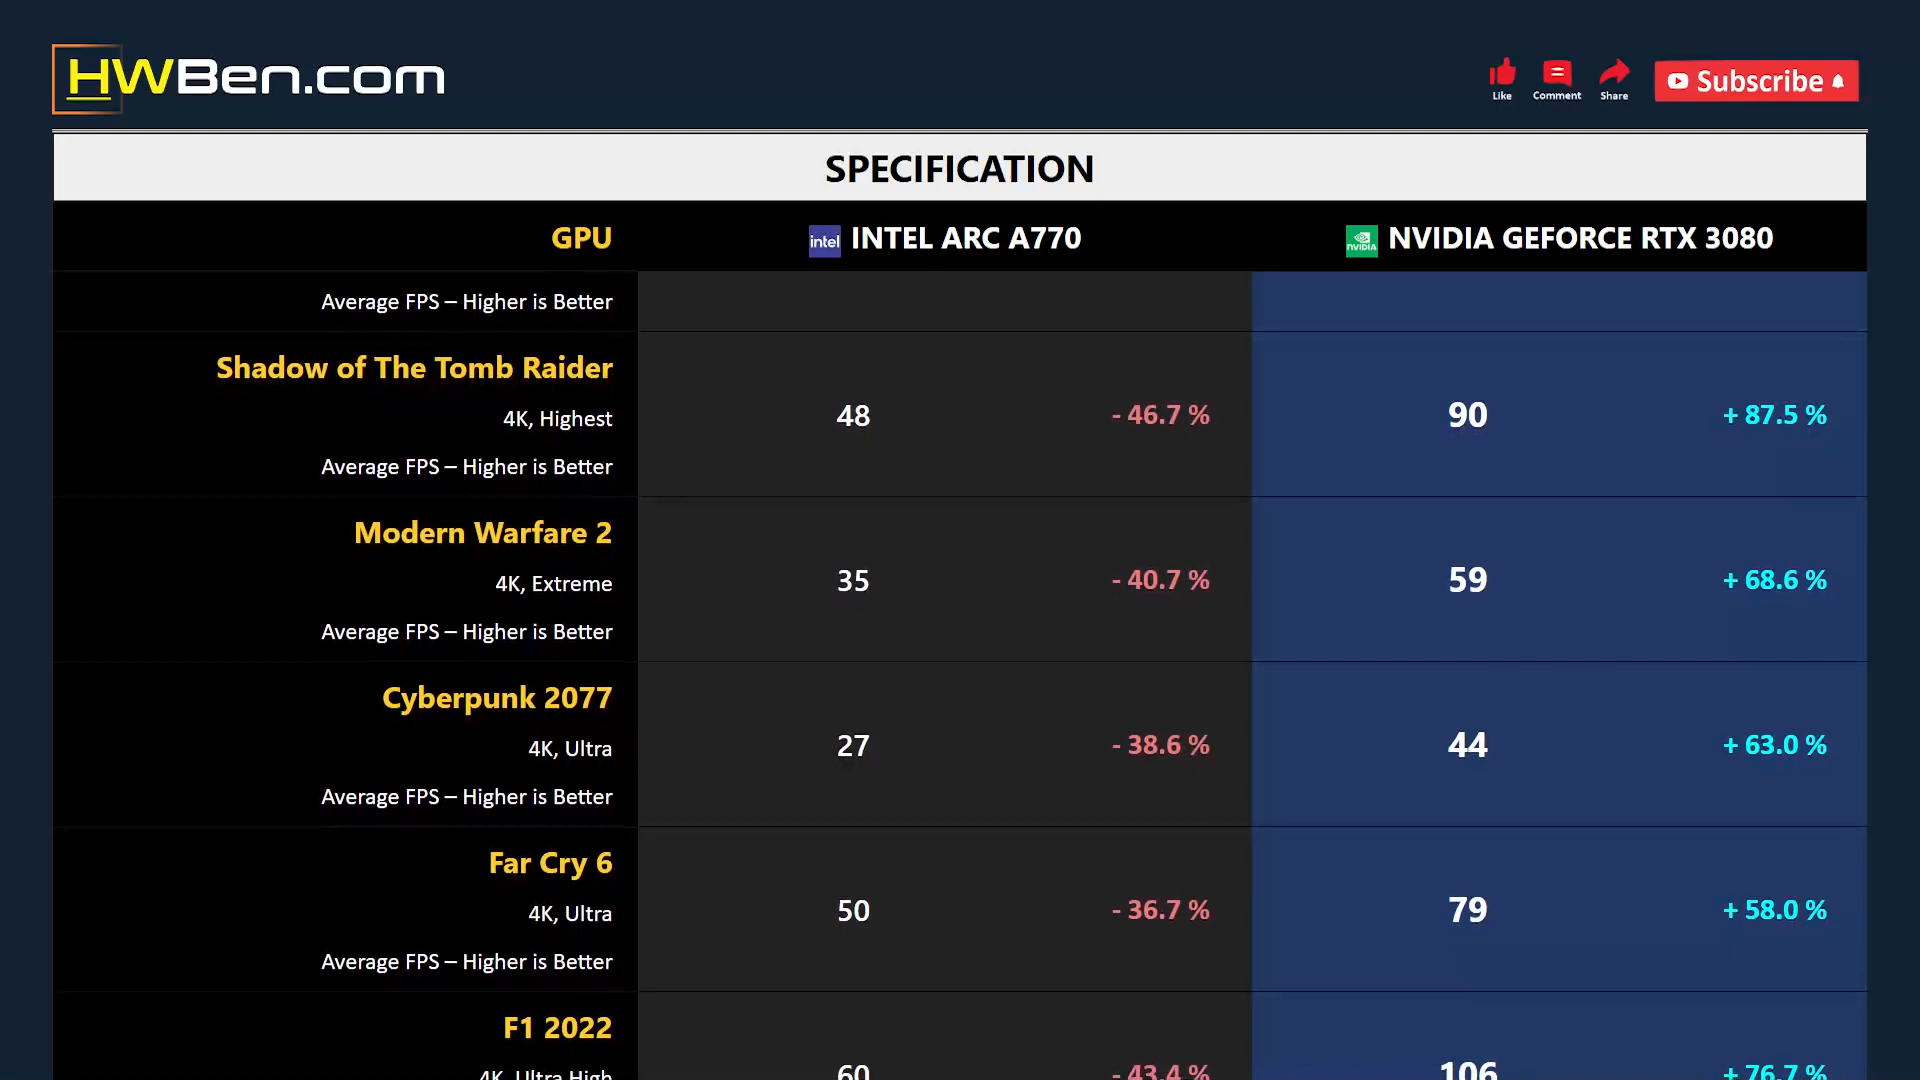 HWBen.com
Like Comment Share Subscribe
SPECIFICATION
GPU intel INTEL ARC A770 NVIDIA NVIDIA GEFORCE RTX 3080
Average FPS – Higher is Better
Shadow of The Tomb Raider
4K, Highest 48 - 46.7 % 90 + 87.5 %
Average FPS – Higher is Better
Modern Warfare 2
4K, Extreme 35 - 40.7 % 59 + 68.6 %
Average FPS – Higher is Better
Cyberpunk 2077
4K, Ultra 27 - 38.6 % 44 + 63.0 %
Average FPS – Higher is Better
Far Cry 6
4K, Ultra 50 - 36.7 % 79 + 58.0 %
Average FPS – Higher is Better
F1 2022
4K, Ultra High 60 - 43.4 % 106 + 76.7 %